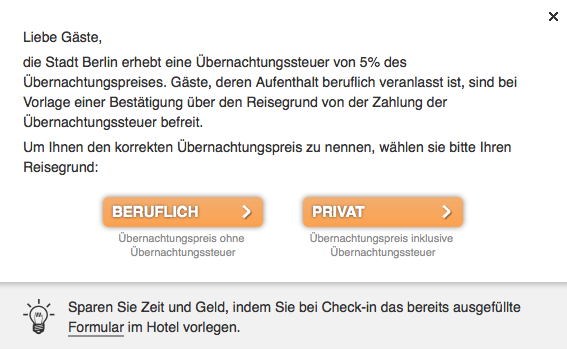 Liebe Gäste,
die Stadt Berlin erhebt eine Übernachtungssteuer von 5% des
Übernachtungspreises. Gäste, deren Aufenthalt beruflich veranlasst ist, sind bei
Vorlage einer Bestätigung über den Reisegrund von der Zahlung der
Übernachtungssteuer befreit.
Um Ihnen den korrekten Übernachtungspreis zu nennen, wählen sie bitte Ihren
Reisegrund:
BERUFLICH
Übernachtungspreis ohne
Übernachtungssteuer
PRIVAT
Übernachtungspreis inklusive
Übernachtungssteuer
Sparen Sie Zeit und Geld, indem Sie bei Check-in das bereits ausgefüllte
Formular im Hotel vorlegen.